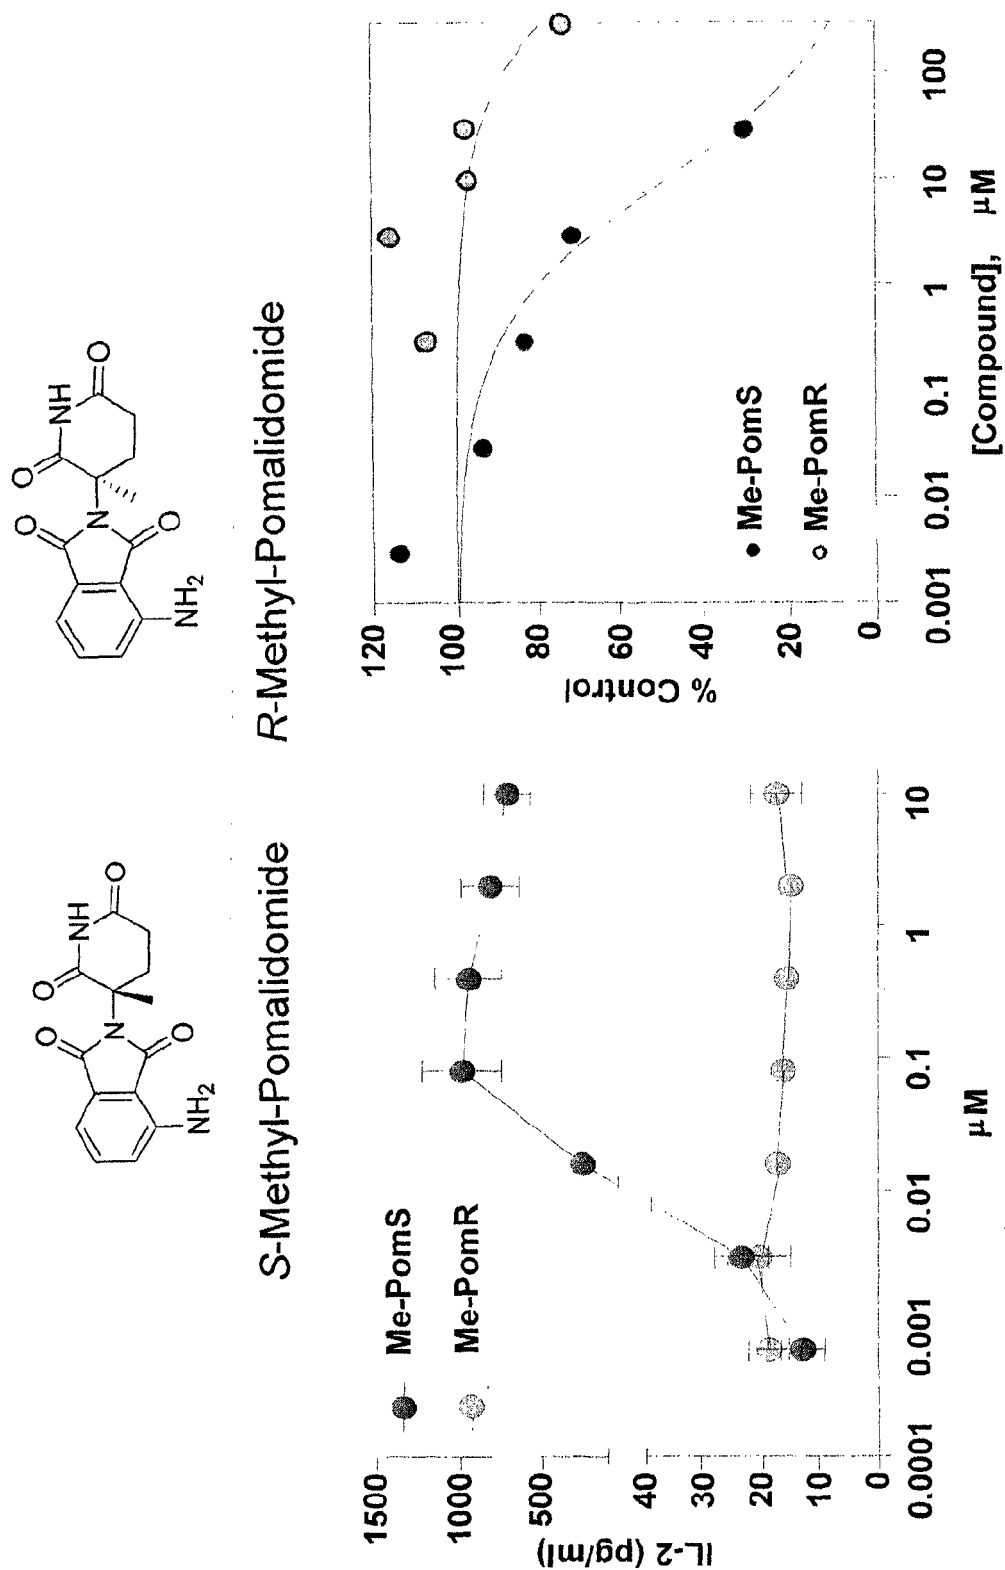 O
O
NH
O
N
O
NH₂
S-Methyl-Pomalidomide
O
O
NH
O
N
O
NH₂
R-Methyl-Pomalidomide
1500
1000
500
40
30
20
0
IL-2 (pg/ml)
Me-PomS
Me-PomR
0.0001
0.001
0.01
0.1
1
10
μM
120
100
80
60
40
20
0
% Control
Me-PomS
Me-PomR
0.001
0.01
0.1
1
10
100
[Compound], μM